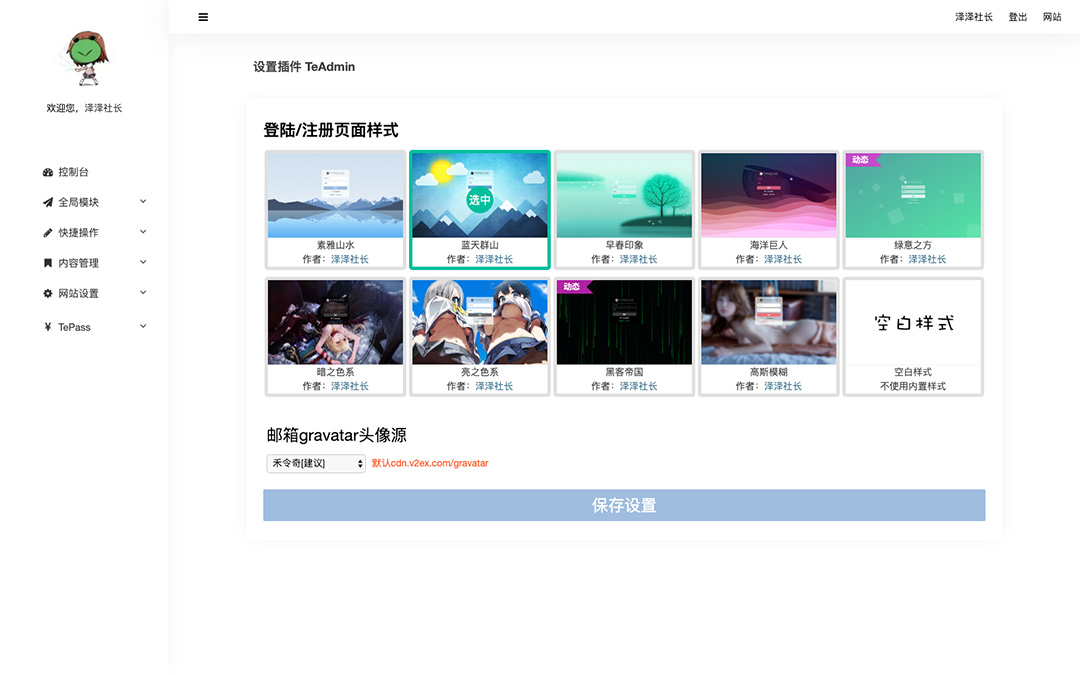 泽泽社长 登出 网站
欢迎您，泽泽社长
控制台
全局模块
快捷操作
内容管理
网站设置
¥ TePass
设置插件 TeAdmin
登陆/注册页面样式
选中
动态
素雅山水 蓝天群山 早春印象 海洋巨人 绿意之方
作者：泽泽社长 作者：泽泽社长 作者：泽泽社长 作者：泽泽社长 作者：泽泽社长
动态
空白样式
暗之色系 亮之色系 黑客帝国 高斯模糊 空白样式
作者：泽泽社长 作者：泽泽社长 作者：泽泽社长 作者：泽泽社长 不使用内置样式
邮箱gravatar头像源
禾令奇[建议] 默认cdn.v2ex.com/gravatar
保存设置